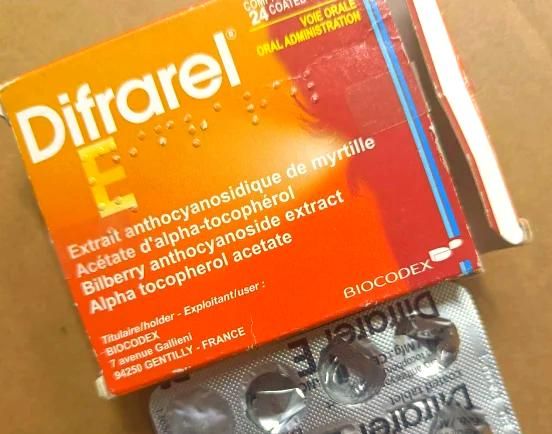 24 COATED
VOIE ORALE
ORAL ADMINISTRATION
Difrarel®
E
Extrait anthocyanosidique de myrtille
Acétate d'alpha-tocophérol
Bilberry anthocyanoside extract
Alpha tocopherol acetate
Titulaire/holder - Exploitant/user :
BIOCODEX
7 avenue Gallieni
94250 GENTILLY - FRANCE
BIOCODEX
Difrarel E
Difrarel